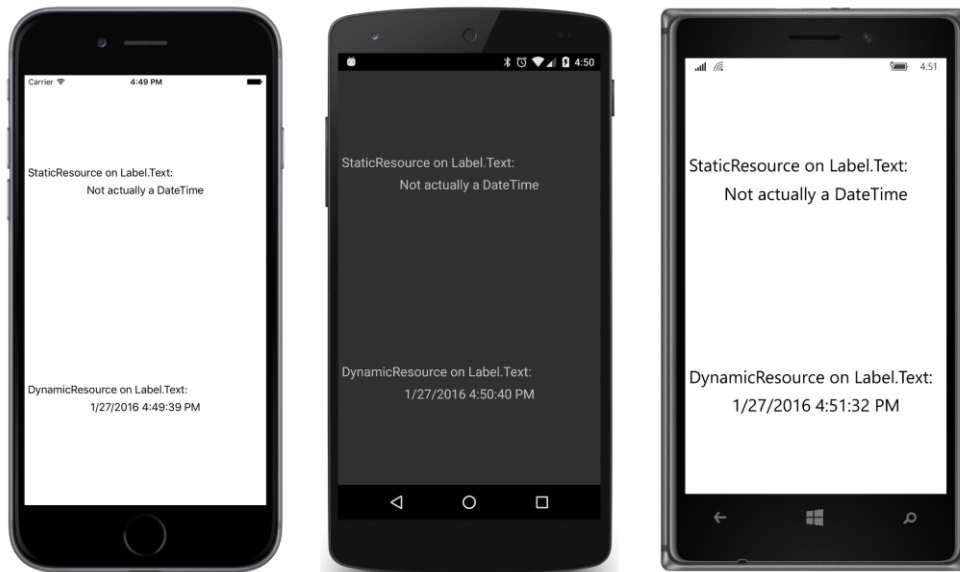 Carrier 4:49 PM
StaticResource on Label.Text:
Not actually a DateTime
DynamicResource on Label.Text:
1/27/2016 4:49:39 PM
4:50
StaticResource on Label.Text:
Not actually a DateTime
DynamicResource on Label.Text:
1/27/2016 4:50:40 PM
4:51
StaticResource on Label.Text:
Not actually a DateTime
DynamicResource on Label.Text:
1/27/2016 4:51:32 PM